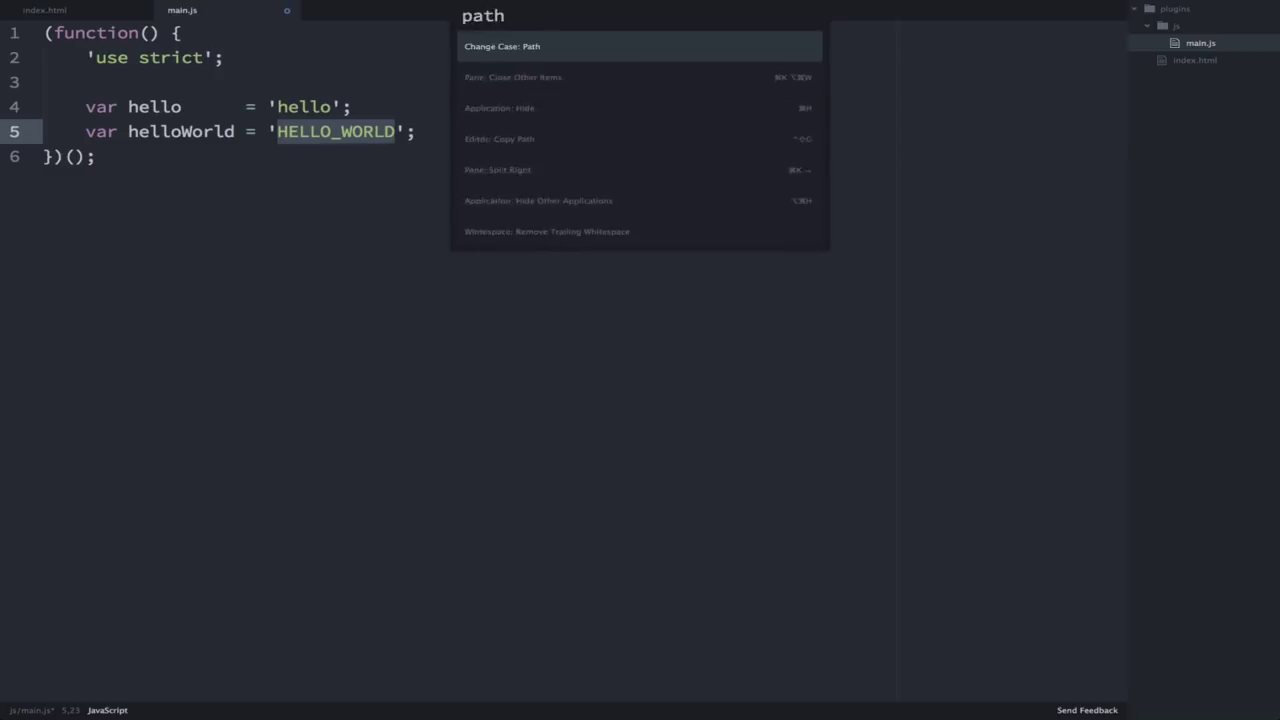 index.html
main.js
path
plugins
js
main.js
index.html
1 (function() {
2 'use strict';
3
4 var hello = 'hello';
5 var helloWorld = 'HELLO_WORLD';
6 })();
Change Case: Path
Pane: Close Other Items ⌘K ⌥⌘W
Application: Hide ⌘H
Editor: Copy Path ⌃⇧C
Pane: Split Right ⌘K →
Application: Hide Other Applications ⌥⌘H
Whitespace: Remove Trailing Whitespace
js/main.js* 5,23 JavaScript
Send Feedback